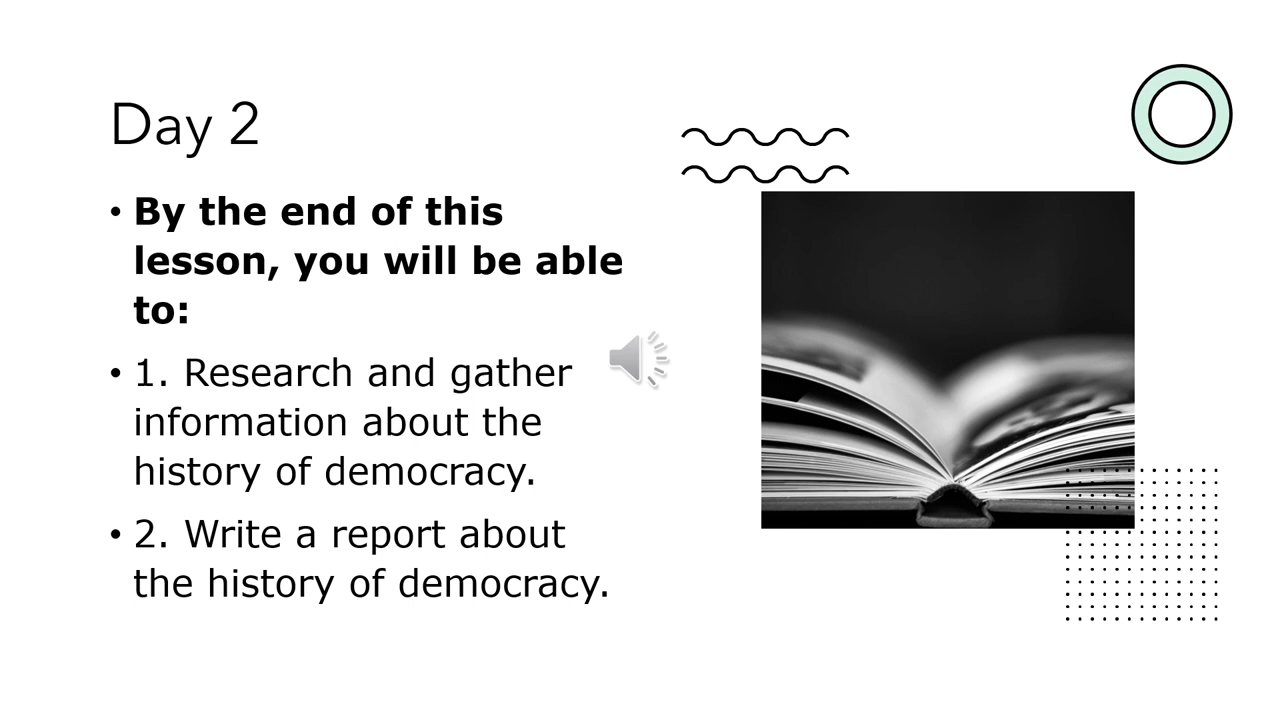 Day 2
• By the end of this
lesson, you will be able
to:
• 1. Research and gather
information about the
history of democracy.
• 2. Write a report about
the history of democracy.